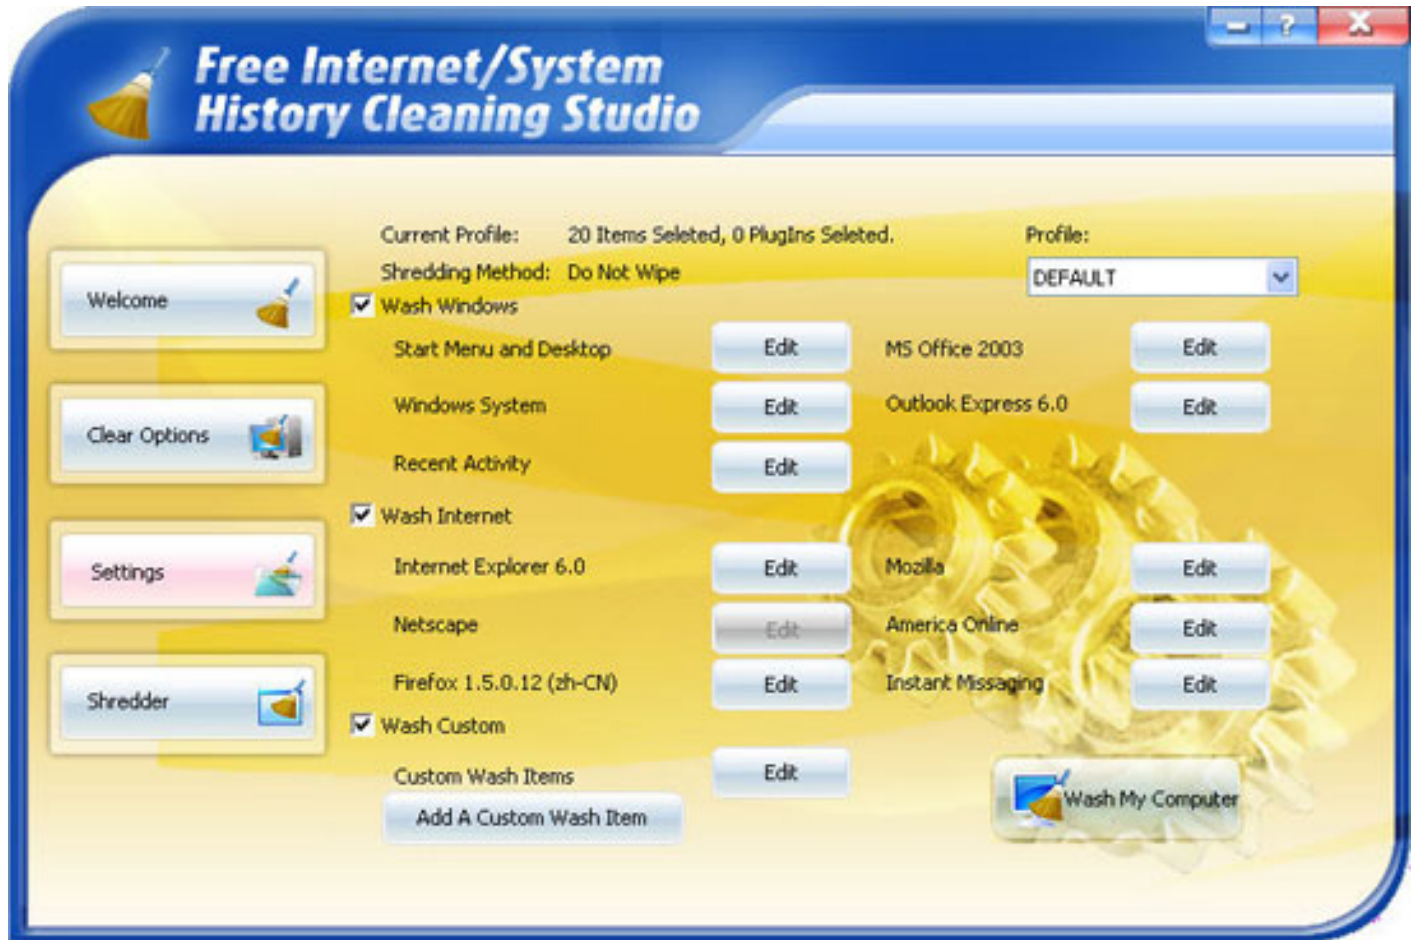 Free Internet/System
History Cleaning Studio
?
Current Profile: 20 Items Seleted, 0 PlugIns Seleted. Profile:
Shredding Method: Do Not Wipe DEFAULT
Welcome
Wash Windows
Start Menu and Desktop Edit MS Office 2003 Edit
Windows System Edit Outlook Express 6.0 Edit
Clear Options
Recent Activity Edit
Wash Internet
Settings
Internet Explorer 6.0 Edit Mozilla Edit
Netscape Edit America Online Edit
Firefox 1.5.0.12 (zh-CN) Edit Instant Missaging Edit
Shredder
Wash Custom
Custom Wash Items Edit
Wash My Computer
Add A Custom Wash Item